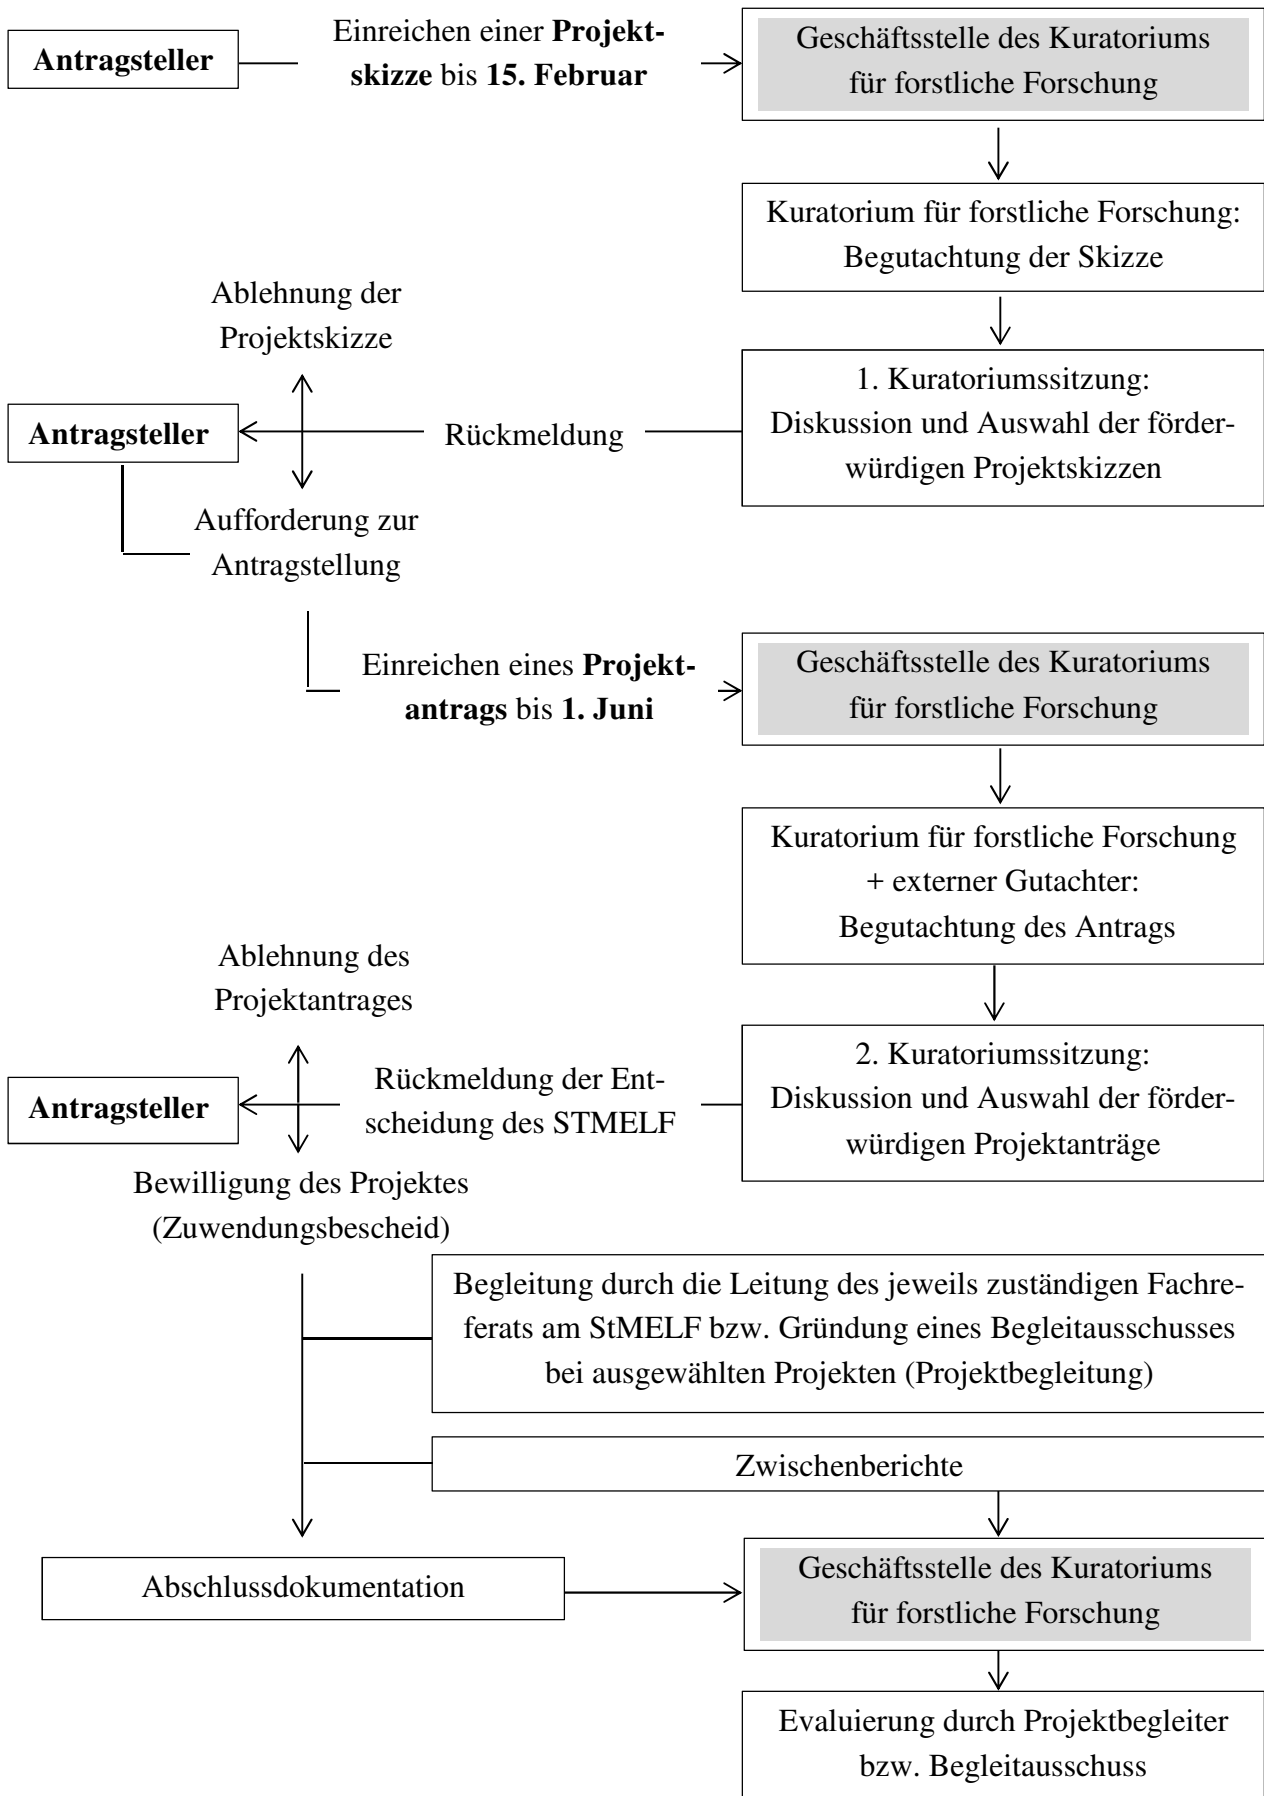 Antragsteller
Einreichen einer Projekt-
skizze bis 15. Februar
Geschäftsstelle des Kuratoriums
für forstliche Forschung
Kuratorium für forstliche Forschung:
Begutachtung der Skizze
Ablehnung der
Projektskizze
1. Kuratoriumssitzung:
Diskussion und Auswahl der förder-
würdigen Projektskizzen
Rückmeldung
Antragsteller
Aufforderung zur
Antragstellung
Einreichen eines Projekt-
antrags bis 1. Juni
Geschäftsstelle des Kuratoriums
für forstliche Forschung
Kuratorium für forstliche Forschung
+ externer Gutachter:
Begutachtung des Antrags
Ablehnung des
Projektantrages
2. Kuratoriumssitzung:
Diskussion und Auswahl der förder-
würdigen Projektanträge
Rückmeldung der Ent-
scheidung des STMELF
Antragsteller
Bewilligung des Projektes
(Zuwendungsbescheid)
Begleitung durch die Leitung des jeweils zuständigen Fachre-
ferats am StMELF bzw. Gründung eines Begleitausschusses
bei ausgewählten Projekten (Projektbegleitung)
Zwischenberichte
Abschlussdokumentation
Geschäftsstelle des Kuratoriums
für forstliche Forschung
Evaluierung durch Projektbegleiter
bzw. Begleitausschuss